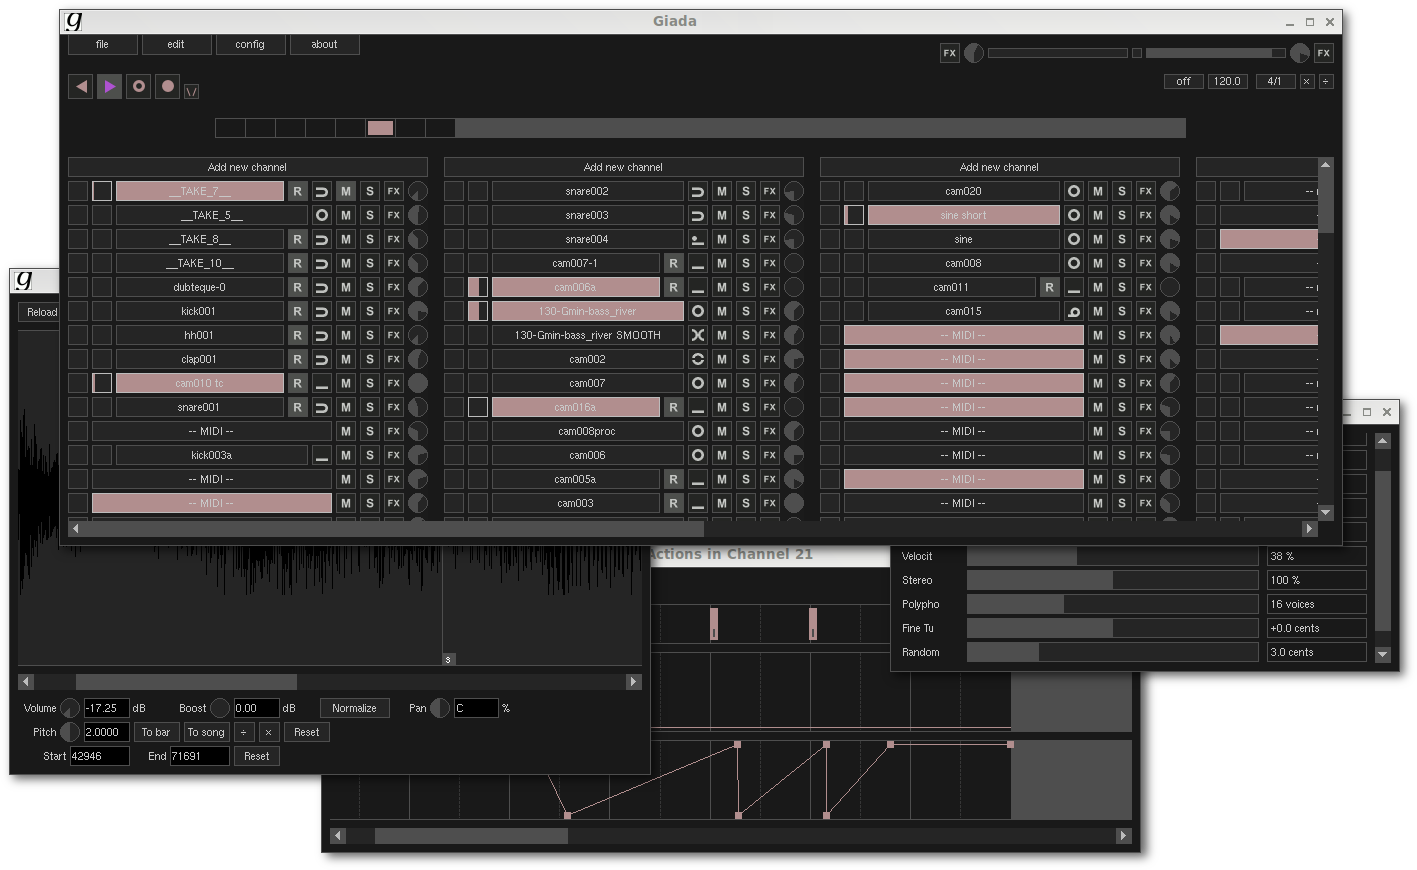 g Giada
file edit config about
FX FX
off 120.0 4/1 × ÷
Add new channel Add new channel Add new channel
__TAKE_7__ R M S FX snare002 M S FX cam020 M S FX
__TAKE_5__ M S FX snare003 M S FX sine short M S FX
__TAKE_8__ R M S FX snare004 M S FX sine M S FX
__TAKE_10__ R M S FX cam007-1 R M S FX cam008 M S FX
dubteque-0 R M S FX cam006a R M S FX cam011 R M S FX
kick001 R M S FX 130-Gmin-bass_river M S FX cam015 M S FX
hh001 R M S FX 130-Gmin-bass_river SMOOTH M S FX -- MIDI -- M S FX
clap001 R M S FX cam002 M S FX -- MIDI -- M S FX
cam010 tc R M S FX cam007 M S FX -- MIDI -- M S FX
snare001 R M S FX cam016a R M S FX -- MIDI -- M S FX
-- MIDI -- M S FX cam008proc M S FX -- MIDI -- M S FX
kick003a M S FX cam006 M S FX -- MIDI -- M S FX
-- MIDI -- M S FX cam005a R M S FX -- MIDI -- M S FX
-- MIDI -- M S FX cam003 R M S FX -- MIDI -- M S FX
g
Reload
s
Volume -17.25 dB Boost 0.00 dB Normalize Pan C %
Pitch 2.0000 To bar To song ÷ × Reset
Start 42946 End 71691 Reset
Actions in Channel 21
Velocit 38 %
Stereo 100 %
Polypho 16 voices
Fine Tu +0.0 cents
Random 3.0 cents